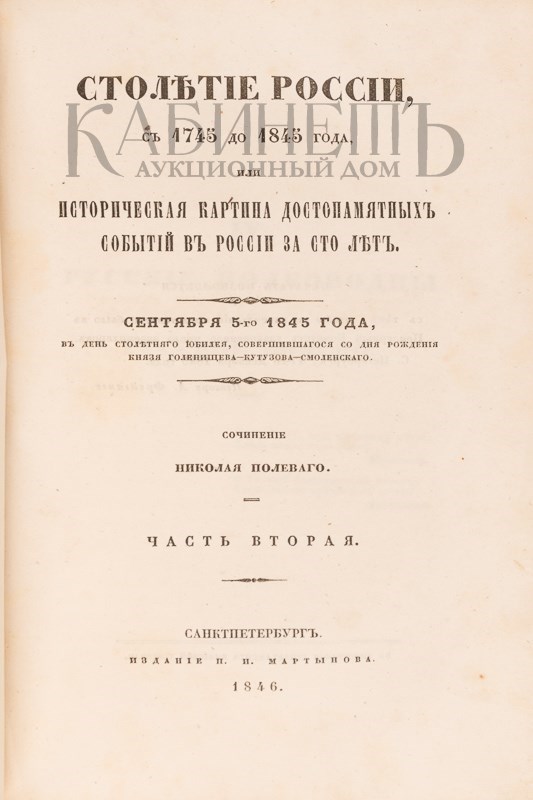 СТОЛѢТІЕ РОССІИ,
КАБИНЕТЪ
СЪ 1745 ДО 1845 ГОДА,
АУКЦИОННЫЙ ДОМ
ИЛИ
ИСТОРИЧЕСКАЯ КАРТИНА ДОСТОПАМЯТНЫХЪ
СОБЫТІЙ ВЪ РОССІИ ЗА СТО ЛѢТЪ.
СЕНТЯБРЯ 5-ГО 1845 ГОДА,
ВЪ ДЕНЬ СТОЛѢТНЯГО ЮБИЛЕЯ, СОВЕРШИВШАГОСЯ СО ДНЯ РОЖДЕНІЯ
КНЯЗЯ ГОЛЕНИЩЕВА—КУТУЗОВА—СМОЛЕНСКАГО.
СОЧИНЕНІЕ
НИКОЛАЯ ПОЛЕВАГО.
ЧАСТЬ ВТОРАЯ.
САНКТПЕТЕРБУРГЪ.
ИЗДАНІЕ П. И. МАРТЫНОВА.
1846.